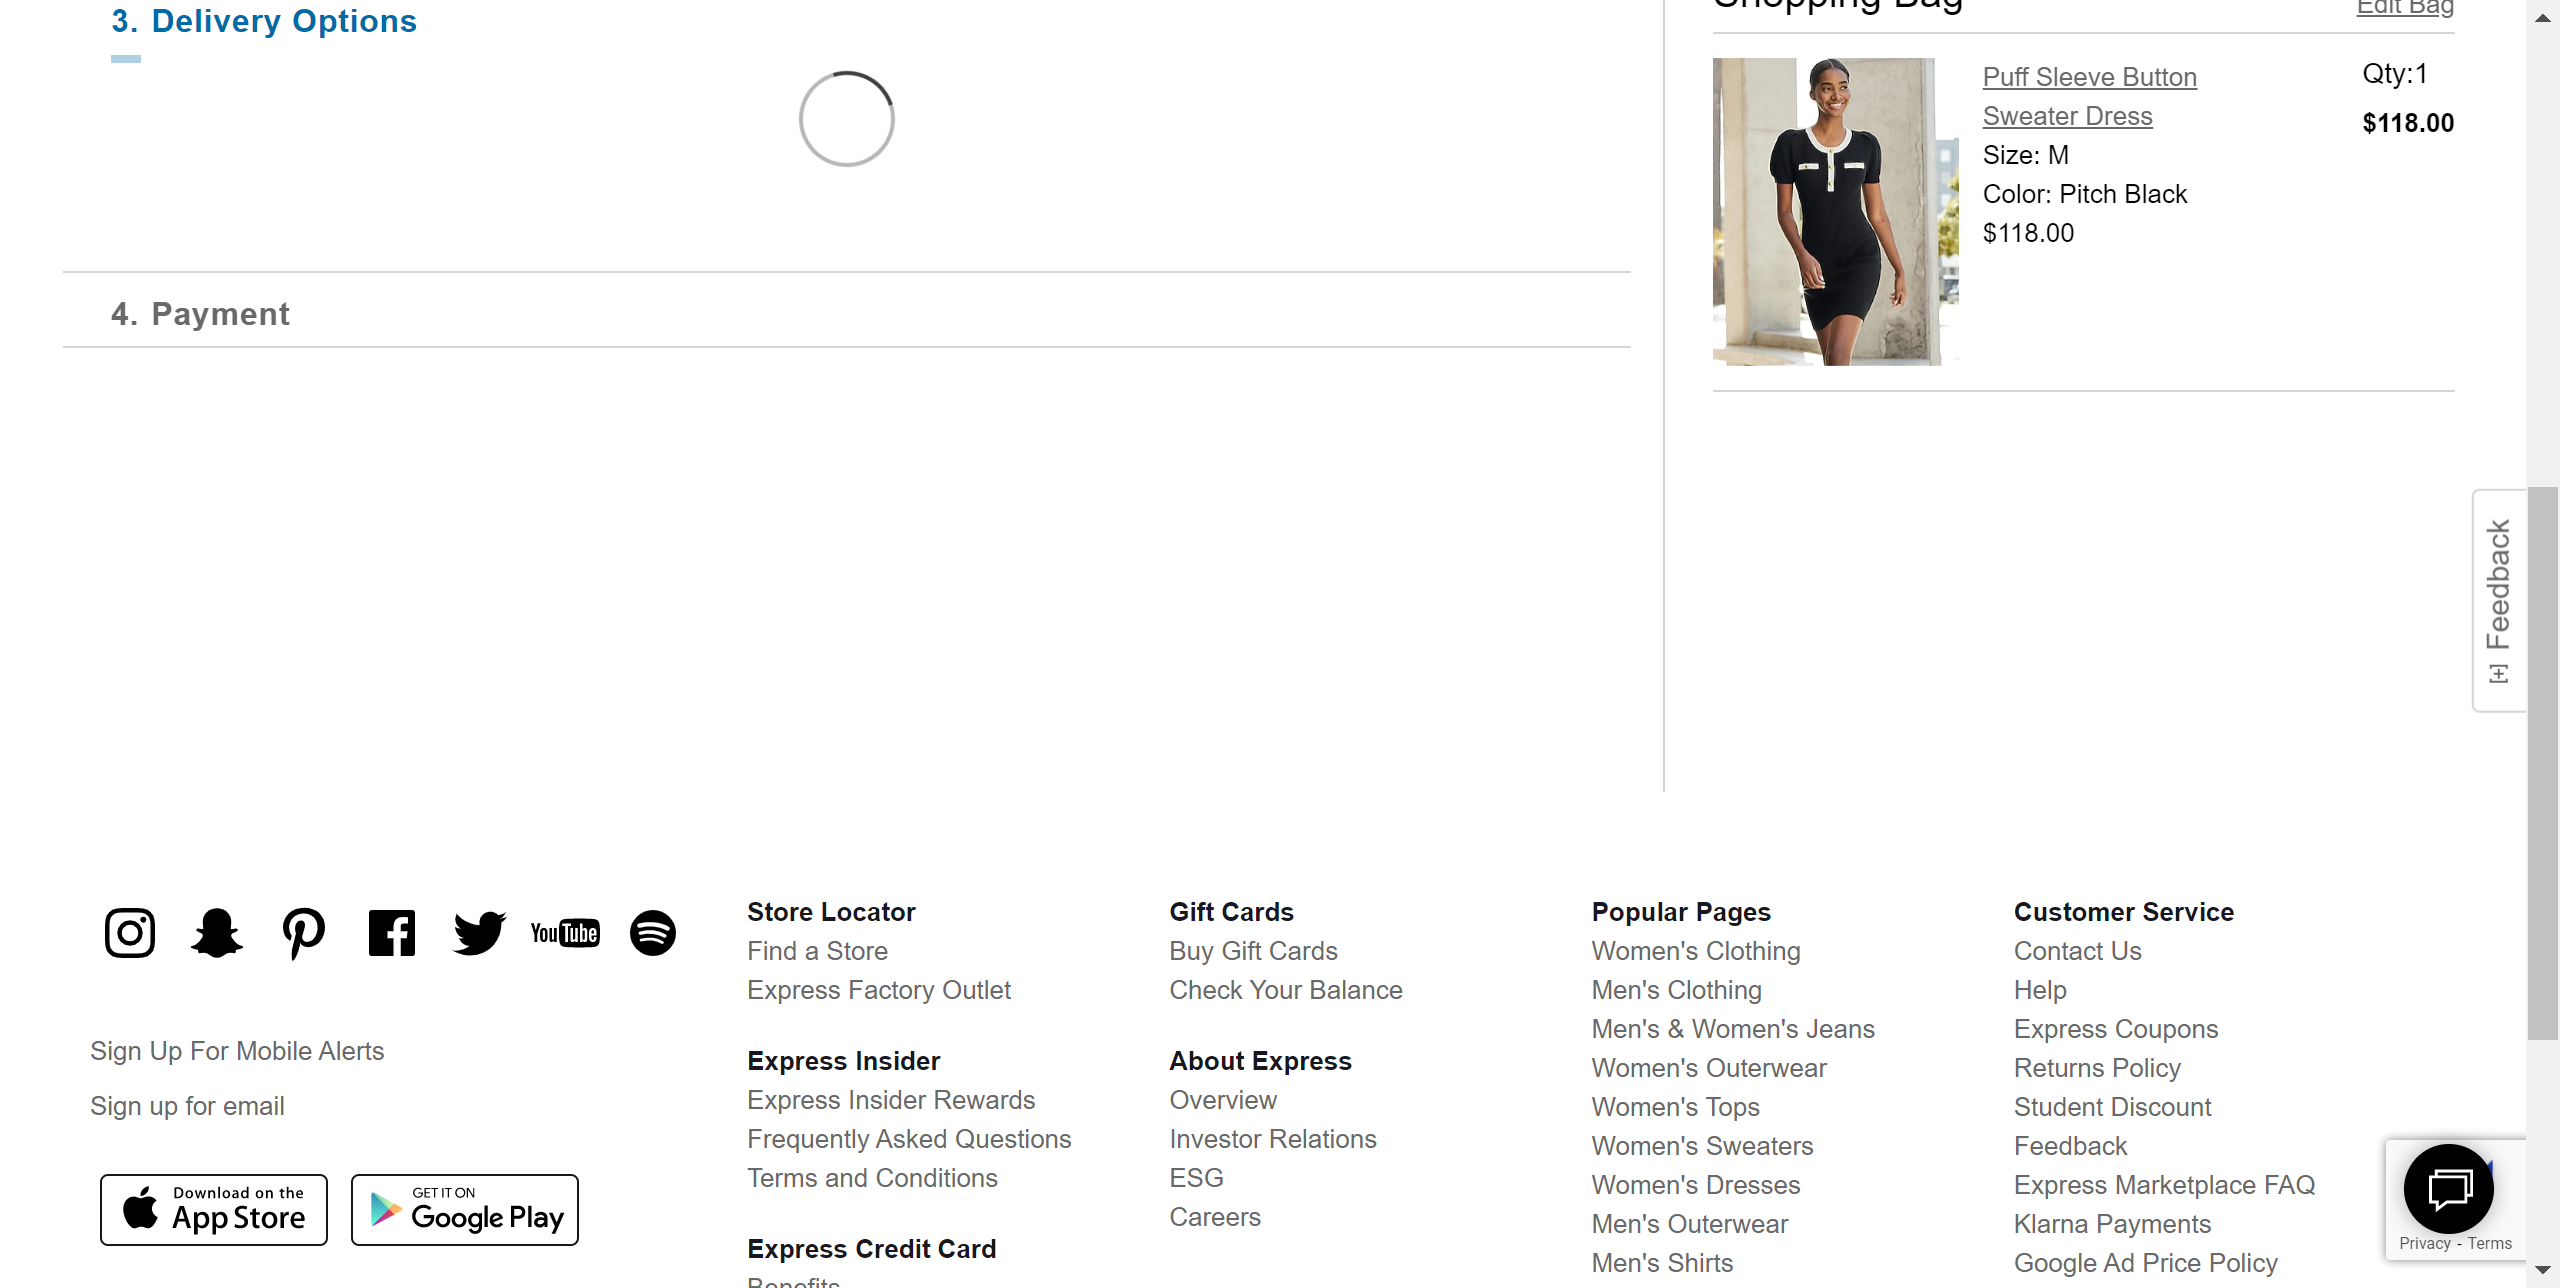 3. Delivery Options
4. Payment
Shopping Bag
Edit Bag
Puff Sleeve Button
Sweater Dress
Size: M
Color: Pitch Black
$118.00
Qty:1
$118.00
[+] Feedback
YouTube
Sign Up For Mobile Alerts
Sign up for email
Download on the
App Store
GET IT ON
Google Play
Store Locator
Find a Store
Express Factory Outlet
Express Insider
Express Insider Rewards
Frequently Asked Questions
Terms and Conditions
Express Credit Card
Benefits
Gift Cards
Buy Gift Cards
Check Your Balance
About Express
Overview
Investor Relations
ESG
Careers
Popular Pages
Women's Clothing
Men's Clothing
Men's & Women's Jeans
Women's Outerwear
Women's Tops
Women's Sweaters
Women's Dresses
Men's Outerwear
Men's Shirts
Customer Service
Contact Us
Help
Express Coupons
Returns Policy
Student Discount
Feedback
Express Marketplace FAQ
Klarna Payments
Google Ad Price Policy
Privacy - Terms